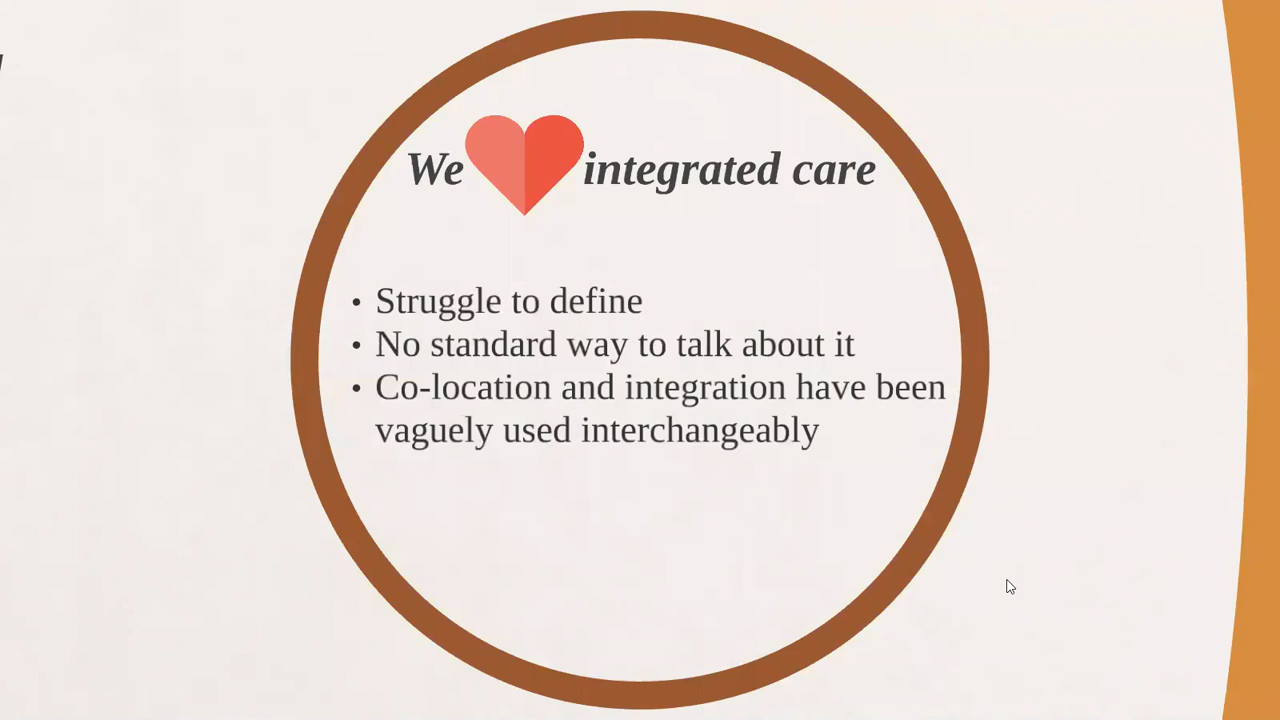 We integrated care
• Struggle to define
• No standard way to talk about it
• Co-location and integration have been
vaguely used interchangeably